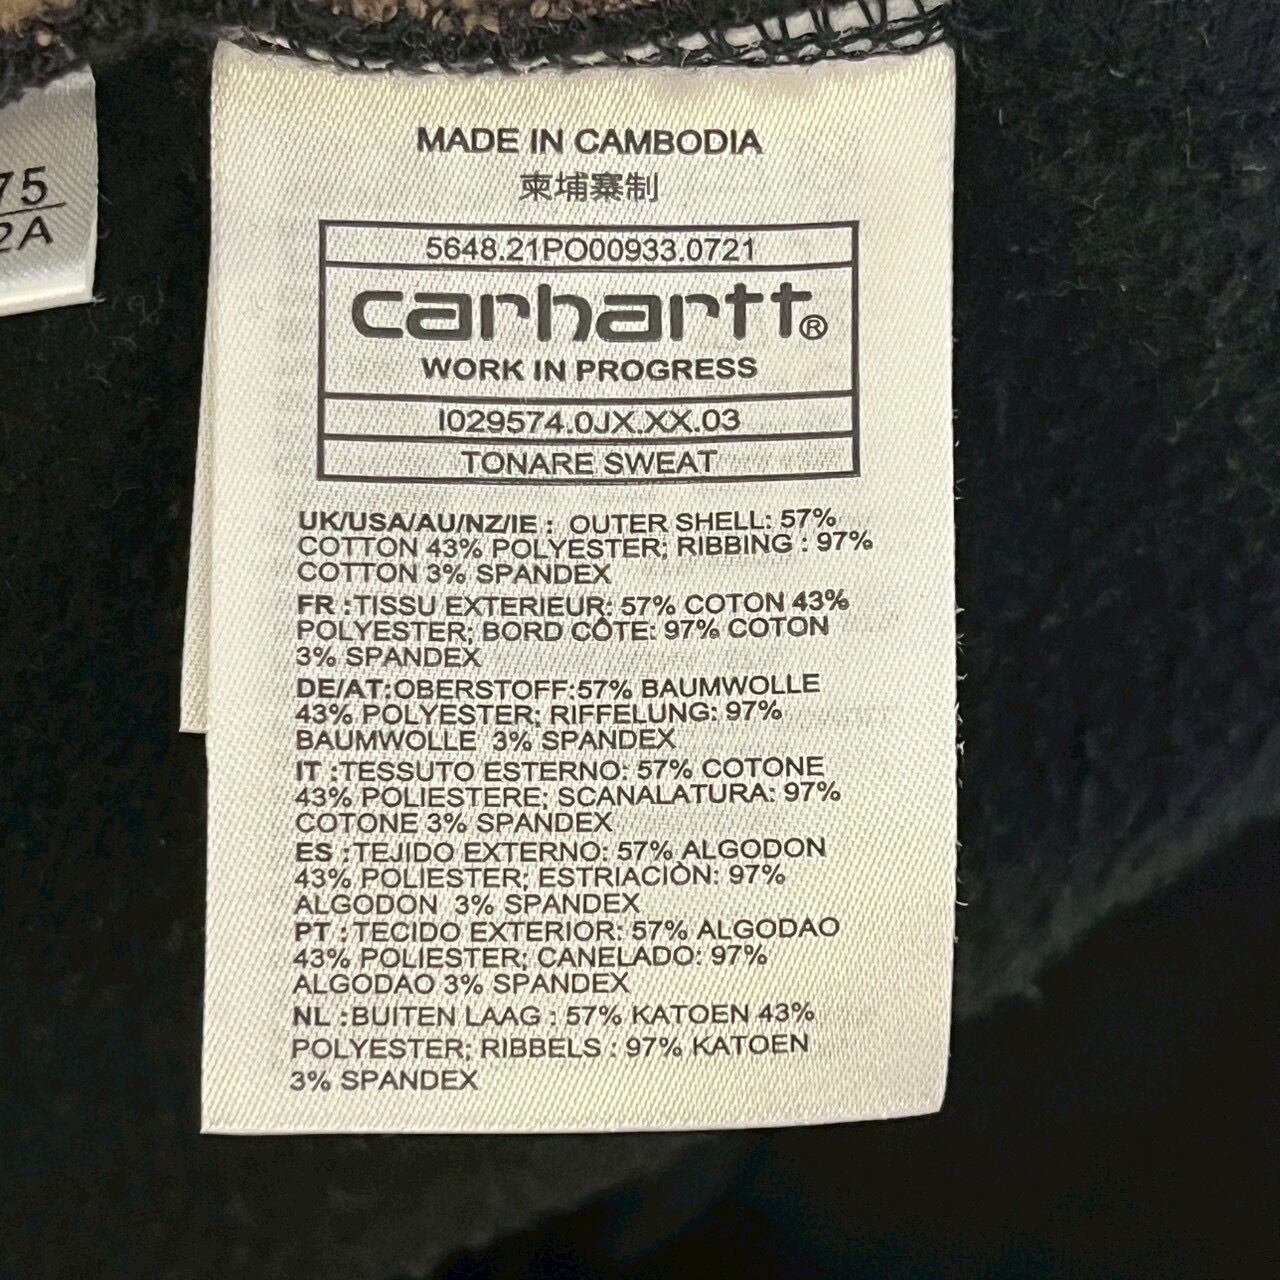 75
2A
MADE IN CAMBODIA
柬埔寨制
5648.21PO00933.0721
carhartt®
WORK IN PROGRESS
I029574.0JX.XX.03
TONARE SWEAT
UK/USA/AU/NZ/IE : OUTER SHELL: 57%
COTTON 43% POLYESTER; RIBBING : 97%
COTTON 3% SPANDEX
FR :TISSU EXTERIEUR: 57% COTON 43%
POLYESTER; BORD CÔTE: 97% COTON
3% SPANDEX
DE/AT:OBERSTOFF:57% BAUMWOLLE
43% POLYESTER; RIFFELUNG: 97%
BAUMWOLLE 3% SPANDEX
IT :TESSUTO ESTERNO: 57% COTONE
43% POLIESTERE; SCANALATURA: 97%
COTONE 3% SPANDEX
ES :TEJIDO EXTERNO: 57% ALGODON
43% POLIESTER; ESTRIACIÒN: 97%
ALGODON 3% SPANDEX
PT : TECIDO EXTERIOR: 57% ALGODAO
43% POLIESTER; CANELADO: 97%
ALGODAO 3% SPANDEX
NL :BUITEN LAAG : 57% KATOEN 43%
POLYESTER; RIBBELS : 97% KATOEN
3% SPANDEX